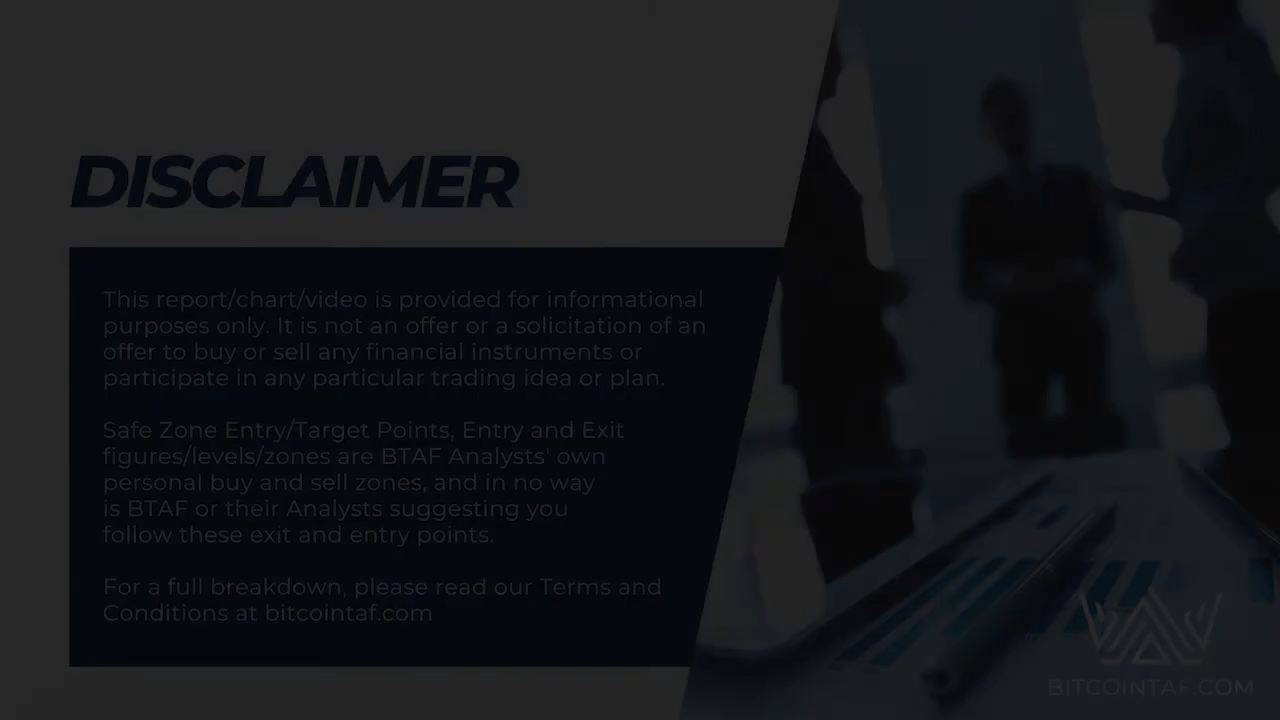 DISCLAIMER
This report/chart/video is provided for informational
purposes only. It is not an offer or a solicitation of an
offer to buy or sell any financial instruments or
participate in any particular trading idea or plan.
Safe Zone Entry/Target Points, Entry and Exit
figures/levels/zones are BTAF Analysts' own
personal buy and sell zones, and in no way
is BTAF or their Analysts suggesting you
follow these exit and entry points.
For a full breakdown, please read our Terms and
Conditions at bitcointaf.com
BITCOINTAF.COM